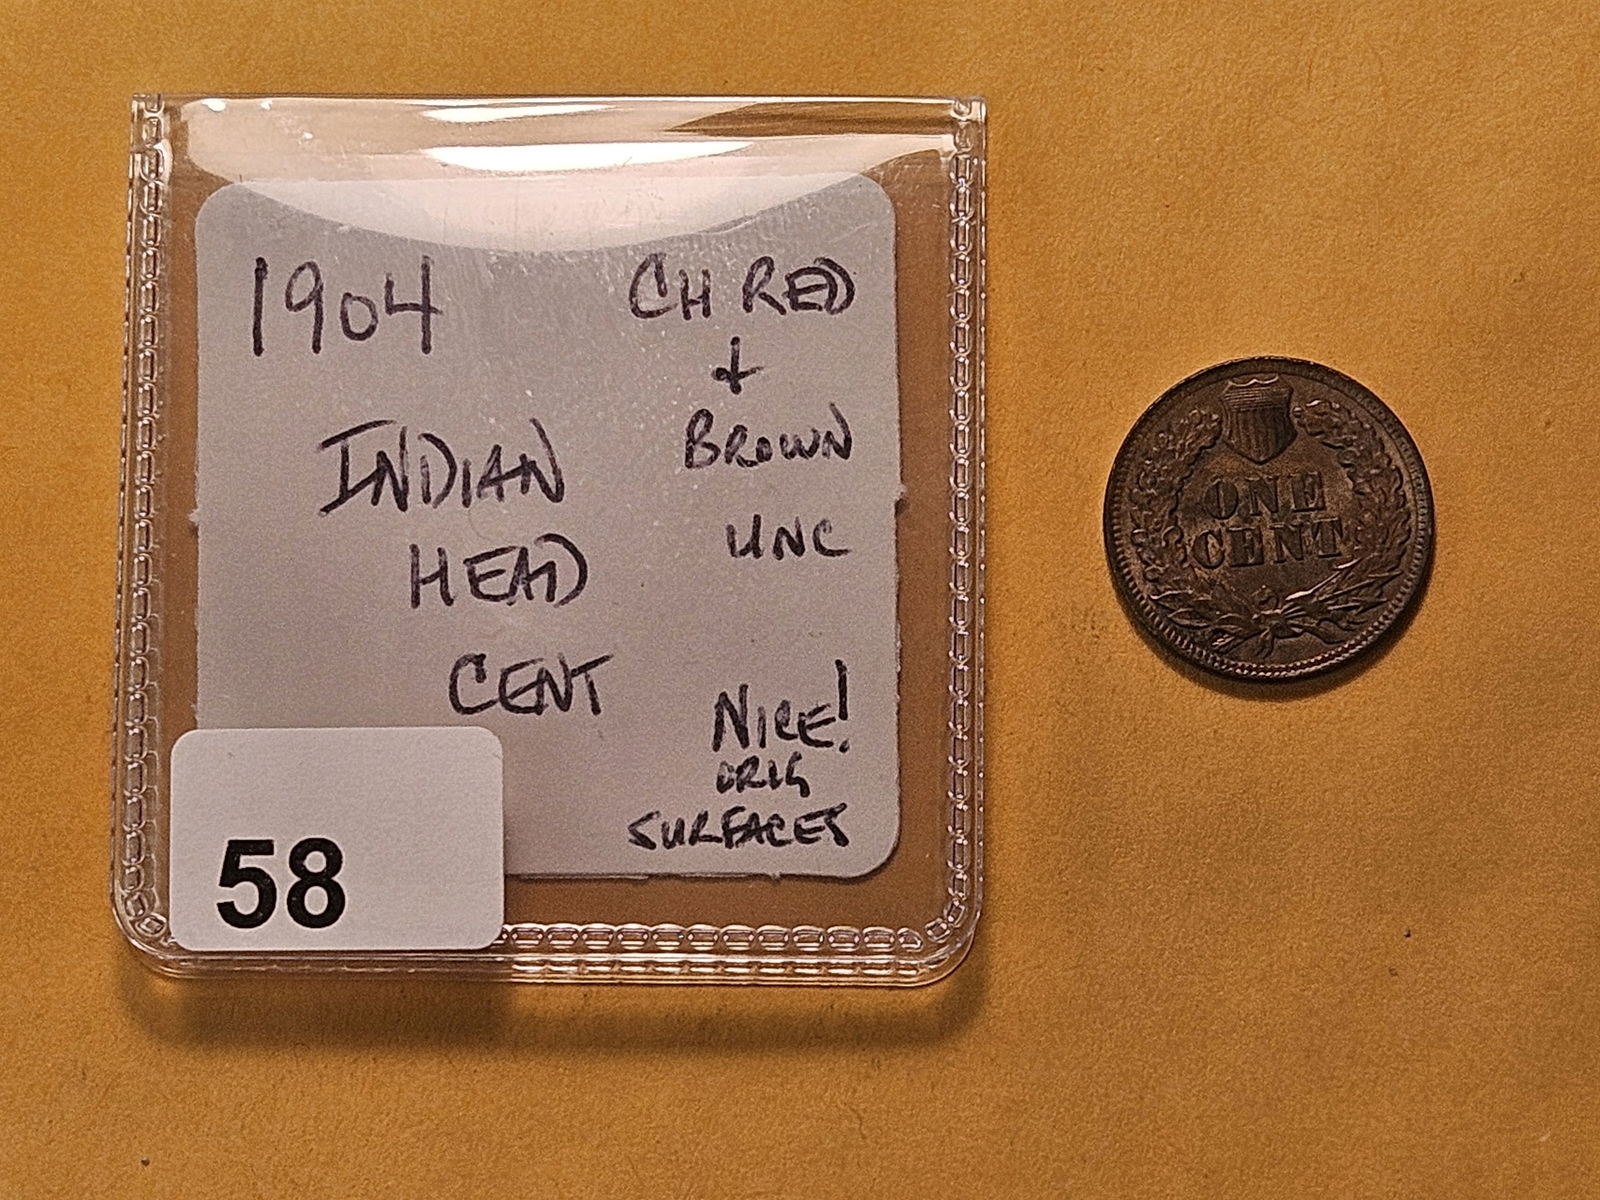 1904
INDIAN
HEAD
CENT
CH RED
+
BROWN
UNC
NICE!
ORIG
SURFACES
58
ONE
CENT